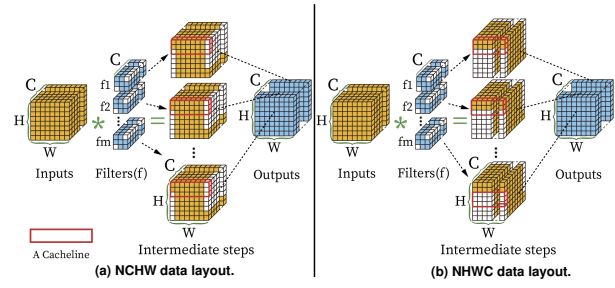 C
C
f1
C
f2
H
*
=
H
fm
C
W
W
Inputs
Filters(f)
Outputs
H
W
A Cacheline
Intermediate steps
(a) NCHW data layout.
C
C
f1
C
f2
H
*
=
H
fm
C
W
W
Inputs
Filters(f)
Outputs
H
W
Intermediate steps
(b) NHWC data layout.